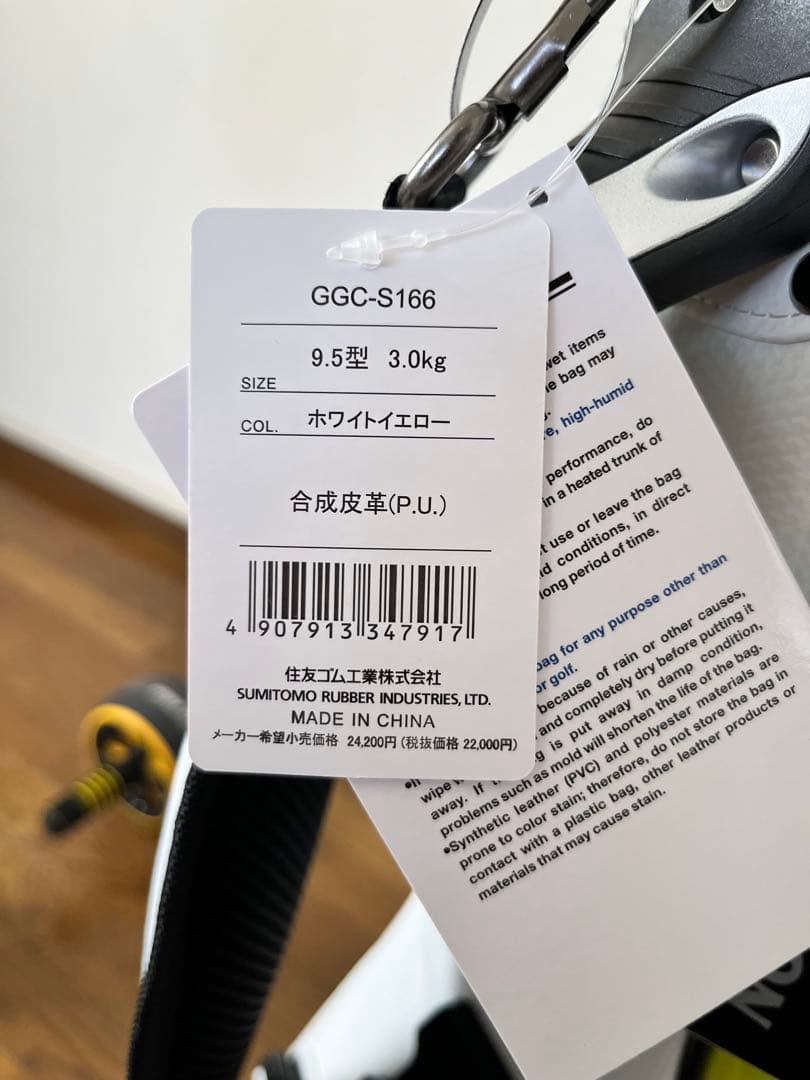 GGC-S166
SIZE 9.5型 3.0kg
COL. ホワイトイエロー
合成皮革(P.U.)
4 907913 347917
住友ゴム工業株式会社
SUMITOMO RUBBER INDUSTRIES, LTD.
MADE IN CHINA
メーカー希望小売価格 24,200円(税抜価格 22,000円)
wet items
bag may
high-humid
performance, do
in a heated trunk of
use or leave the bag
conditions, in direct
long period of time.
bag for any purpose other than
golf.
because of rain or other causes,
wipe and completely dry before putting it
away. If is put away in damp condition,
problems such as mold will shorten the life of the bag.
•Synthetic leather (PVC) and polyester materials are
prone to color stain; therefore, do not store the bag in
contact with a plastic bag, other leather products or
materials that may cause stain.
ON